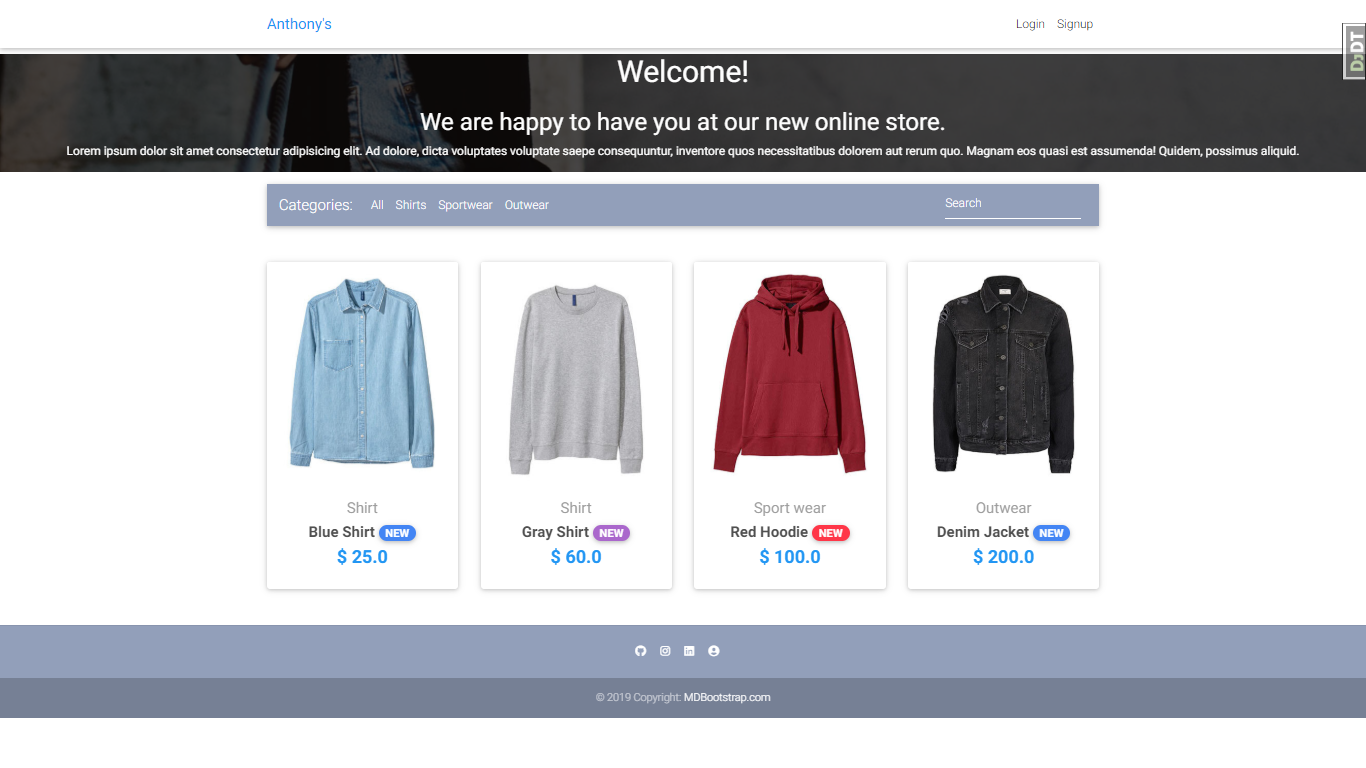 Anthony's
Login Signup
DjDT
Welcome!
We are happy to have you at our new online store.
Lorem ipsum dolor sit amet consectetur adipisicing elit. Ad dolore, dicta voluptates voluptate saepe consequuntur, inventore quos necessitatibus dolorem aut rerum quo. Magnam eos quasi est assumenda! Quidem, possimus aliquid.
Categories: All Shirts Sportwear Outwear Search
Shirt
Blue Shirt NEW
$ 25.0
Shirt
Gray Shirt NEW
$ 60.0
Sport wear
Red Hoodie NEW
$ 100.0
Outwear
Denim Jacket NEW
$ 200.0
© 2019 Copyright: MDBootstrap.com